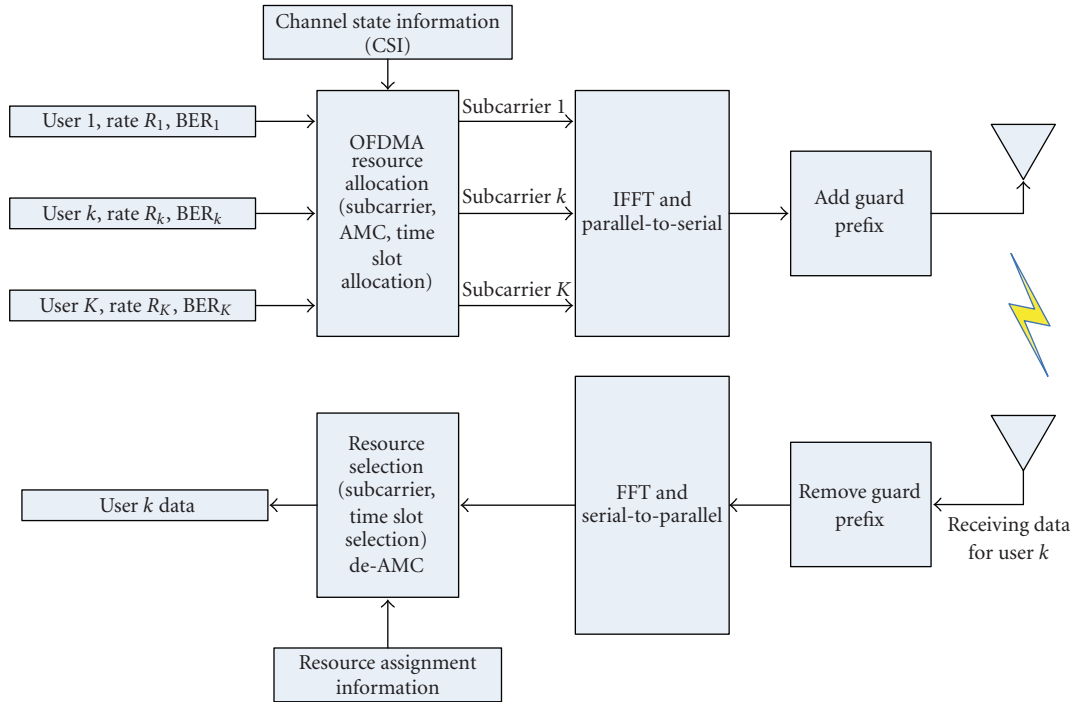 Channel state information
(CSI)
User 1, rate R₁, BER₁
User k, rate Rₖ, BERₖ
User K, rate R_K, BER_K
OFDMA
resource
allocation
(subcarrier,
AMC, time
slot
allocation)
Subcarrier 1
Subcarrier k
Subcarrier K
IFFT and
parallel-to-serial
Add guard
prefix
User k data
Resource
selection
(subcarrier,
time slot
selection)
de-AMC
FFT and
serial-to-parallel
Remove guard
prefix
Receiving data
for user k
Resource assignment
information